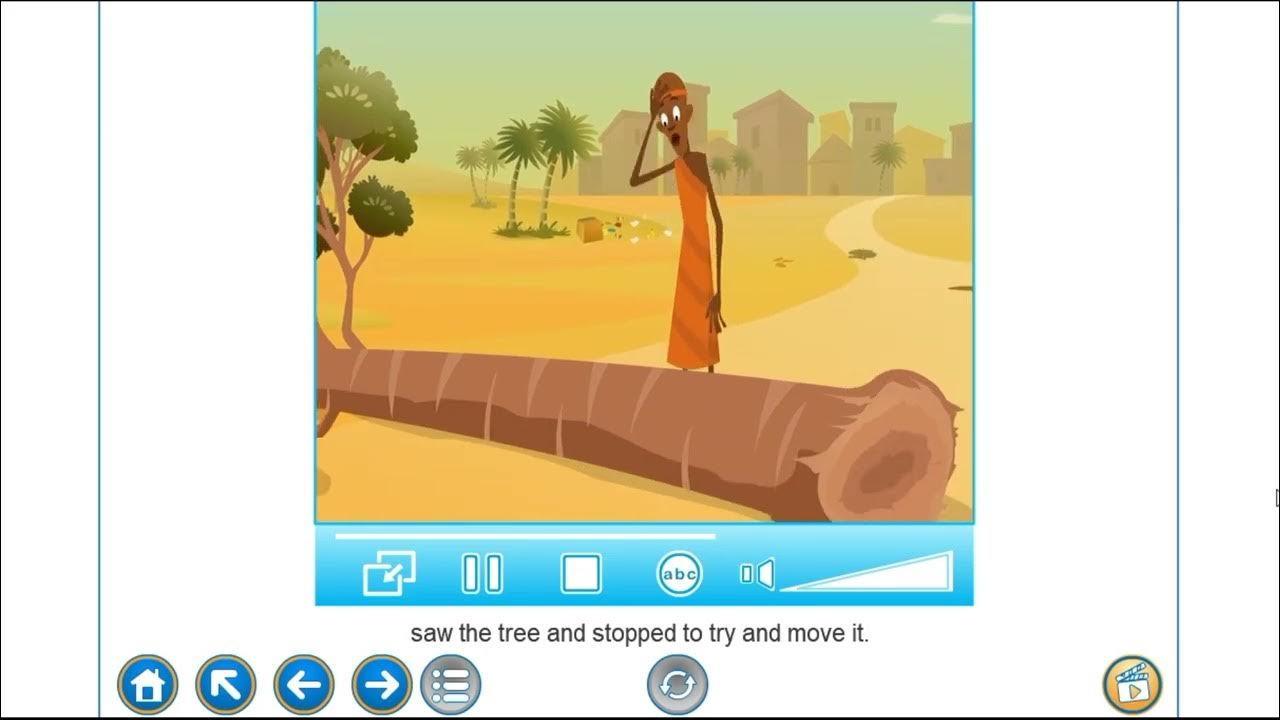 abc
saw the tree and stopped to try and move it.